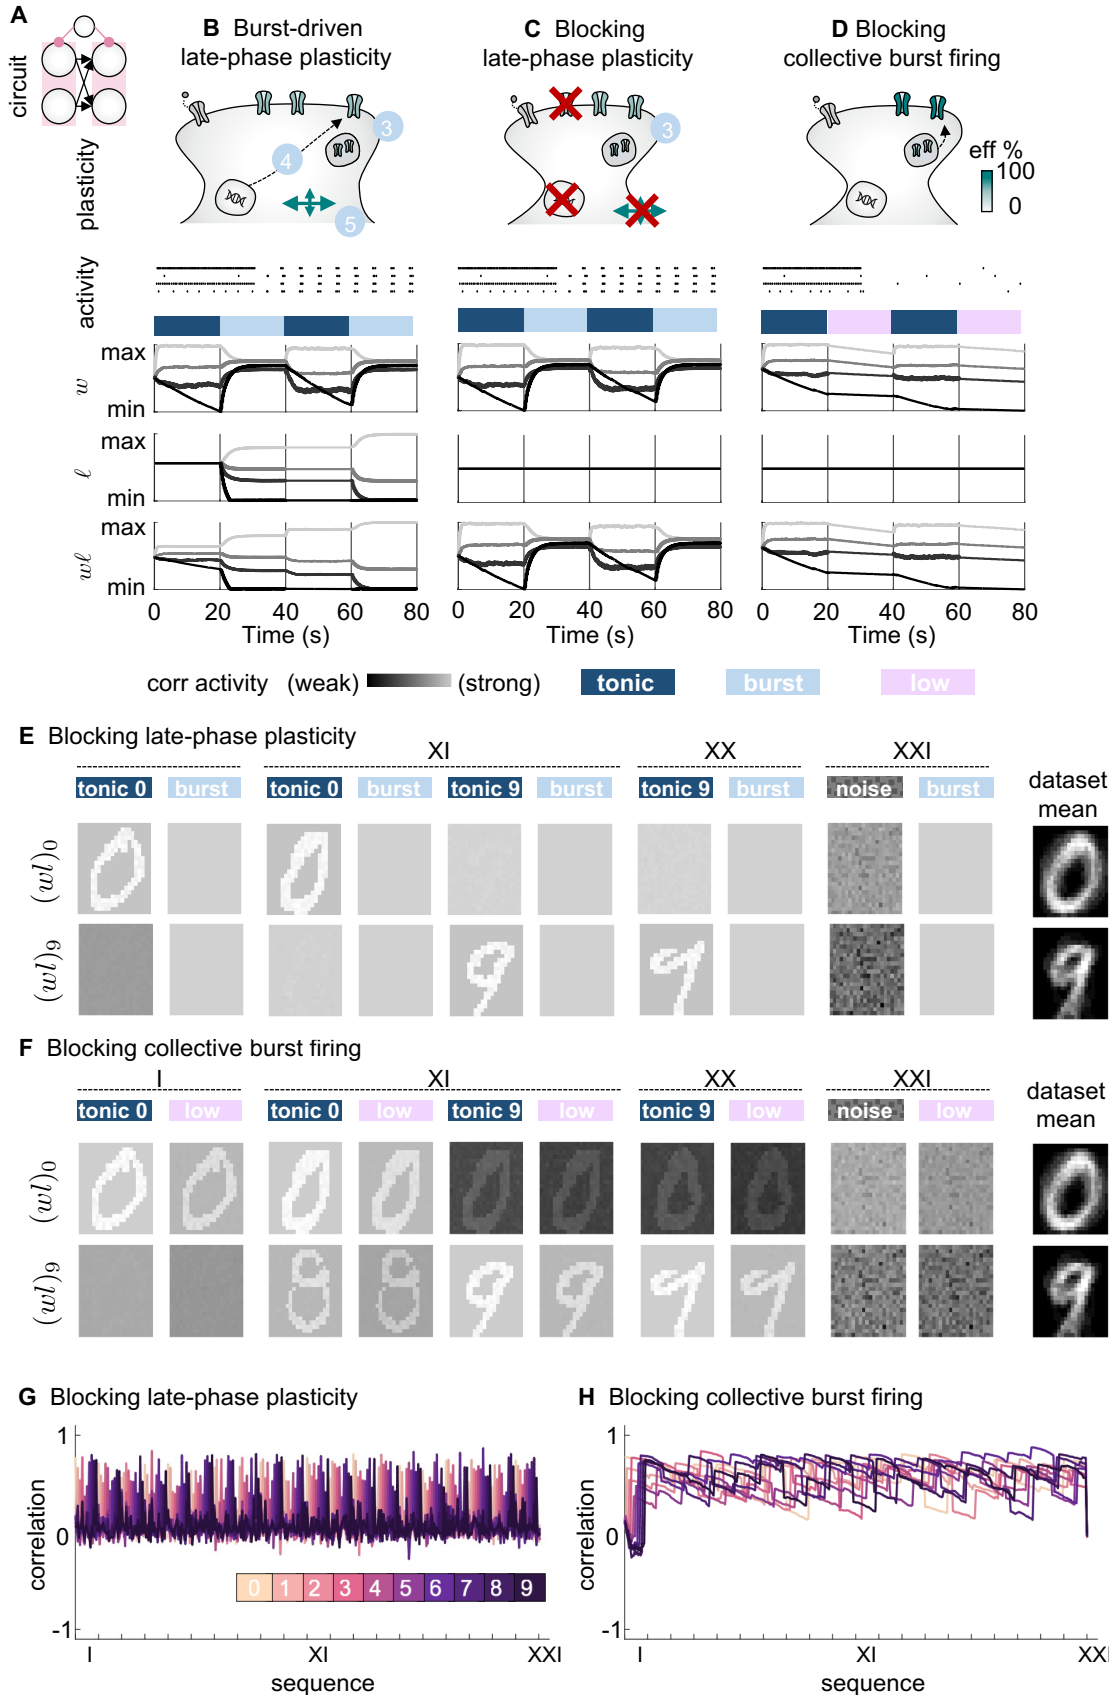 A
circuit
plasticity
activity
B Burst-driven
late-phase plasticity
3
4
5
C Blocking
late-phase plasticity
3
D Blocking
collective burst firing
eff %
100
0
max
w
min
max
ℓ
min
max
wℓ
min
0 20 40 60 80
Time (s)
0 20 40 60 80
Time (s)
0 20 40 60 80
Time (s)
corr activity (weak) (strong)
tonic burst low
E Blocking late-phase plasticity
XI XX XXI
tonic 0 burst tonic 0 burst tonic 9 burst tonic 9 burst noise burst
dataset
mean
(wl)0
(wl)9
F Blocking collective burst firing
I XI XX XXI
tonic 0 low tonic 0 low tonic 9 low tonic 9 low noise low
dataset
mean
(wl)0
(wl)9
G Blocking late-phase plasticity
1
0
-1
correlation
0 1 2 3 4 5 6 7 8 9
I XI XXI
sequence
H Blocking collective burst firing
1
0
-1
correlation
I XI XXI
sequence